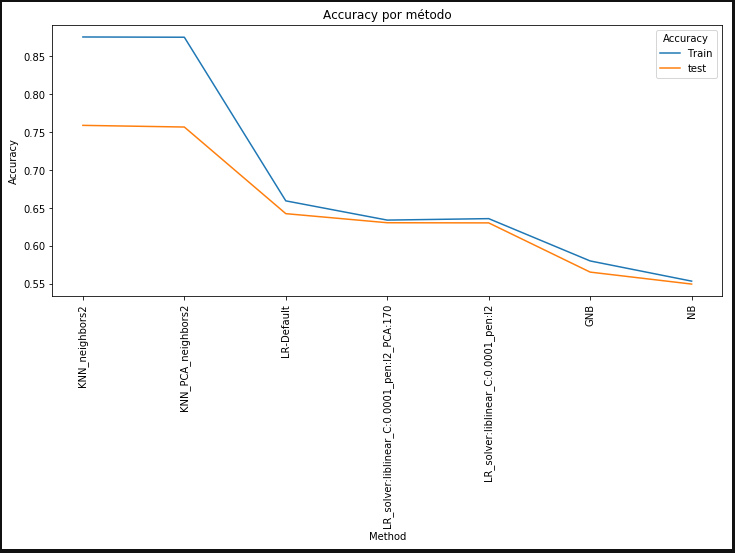 Accuracy por método
Accuracy
Train
test
Accuracy
0.85
0.80
0.75
0.70
0.65
0.60
0.55
KNN_neighbors2
KNN_PCA_neighbors2
LR-Default
LR_solver:liblinear_C:0.0001_pen:l2_PCA:170
LR_solver:liblinear_C:0.0001_pen:l2
GNB
NB
Method